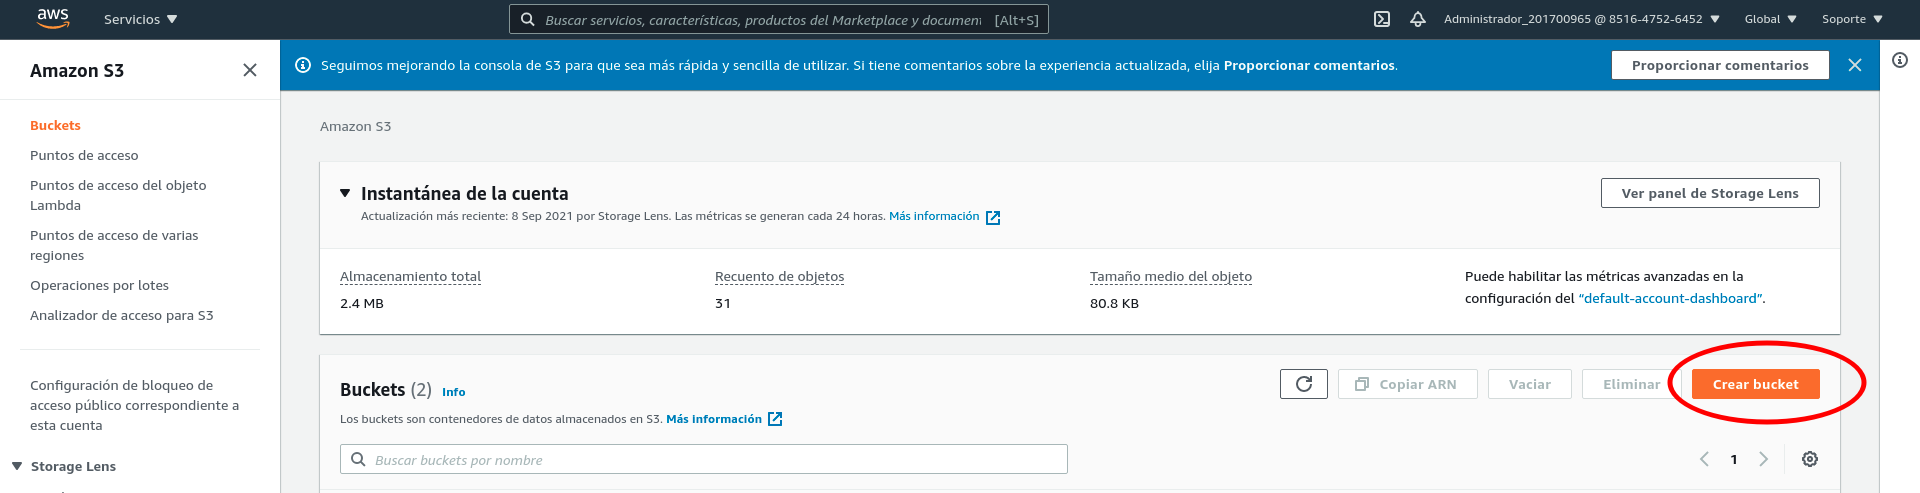 aws Servicios Buscar servicios, características, productos del Marketplace y [Alt+S] Administrador_201700965 @ 8516-4752-6452 Global Soporte
Amazon S3
Seguimos mejorando la consola de S3 para que sea más rápida y sencilla de utilizar. Si tiene comentarios sobre la experiencia actualizada, elija Proporcionar comentarios. Proporcionar comentarios
Buckets
Puntos de acceso
Puntos de acceso del objeto
Lambda
Puntos de acceso de varias
regiones
Operaciones por lotes
Analizador de acceso para S3
Configuración de bloqueo de
acceso público correspondiente a
esta cuenta
Storage Lens
Amazon S3
Instantánea de la cuenta
Actualización más reciente: 8 Sep 2021 por Storage Lens. Las métricas se generan cada 24 horas. Más información
Ver panel de Storage Lens
Almacenamiento total
2.4 MB
Recuento de objetos
31
Tamaño medio del objeto
80.8 KB
Puede habilitar las métricas avanzadas en la
configuración del “default-account-dashboard”.
Buckets (2) Info
Los buckets son contenedores de datos almacenados en S3. Más información
Copiar ARN Vaciar Eliminar Crear bucket
Buscar buckets por nombre
1